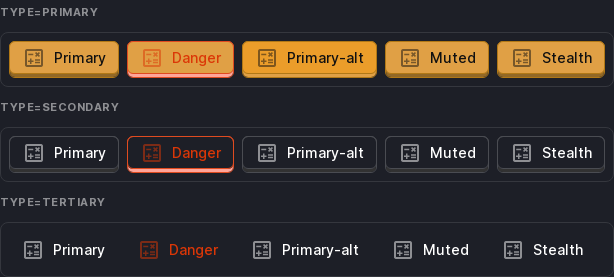 TYPE=PRIMARY
Primary Danger Primary-alt Muted Stealth
TYPE=SECONDARY
Primary Danger Primary-alt Muted Stealth
TYPE=TERTIARY
Primary Danger Primary-alt Muted Stealth